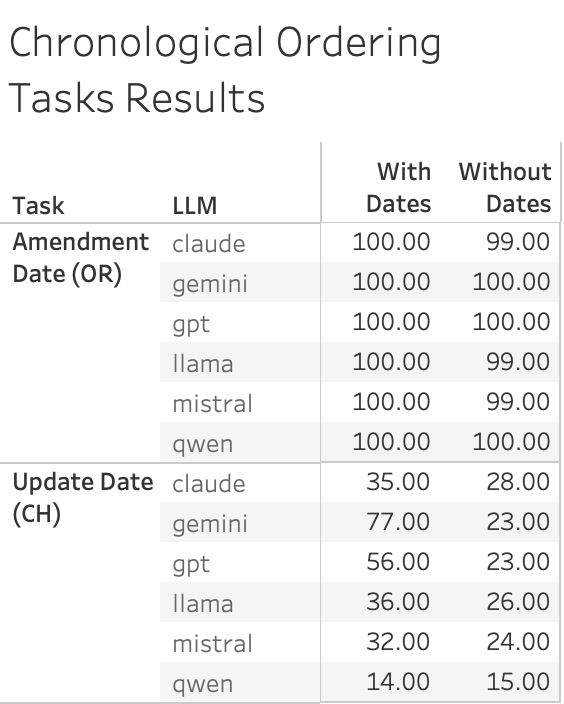 Chronological Ordering
Tasks Results
With Without
Task LLM Dates Dates
Amendment claude 100.00 99.00
Date (OR) gemini 100.00 100.00
gpt 100.00 100.00
llama 100.00 99.00
mistral 100.00 99.00
qwen 100.00 100.00
Update Date claude 35.00 28.00
(CH) gemini 77.00 23.00
gpt 56.00 23.00
llama 36.00 26.00
mistral 32.00 24.00
qwen 14.00 15.00